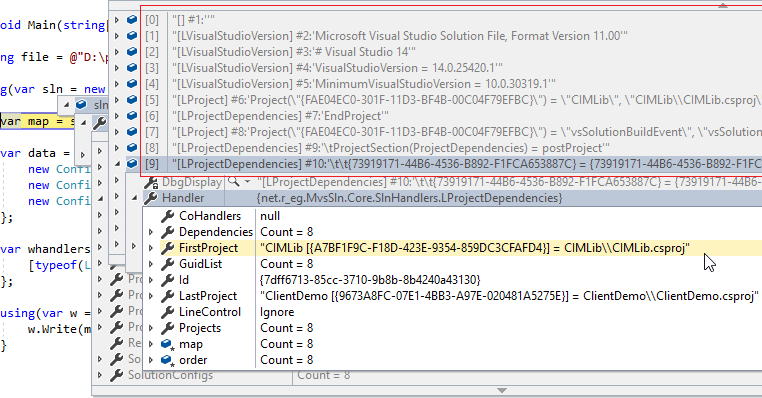 oid Main(string[
[0] "[] #1:''"
[1] "[LVisualStudioVersion] #2:'Microsoft Visual Studio Solution File, Format Version 11.00'"
ng file = @"D:\p
[2] "[LVisualStudioVersion] #3:'# Visual Studio 14'"
[3] "[LVisualStudioVersion] #4:'VisualStudioVersion = 14.0.25420.1'"
g(var sln = new
[4] "[LVisualStudioVersion] #5:'MinimumVisualStudioVersion = 10.0.30319.1'"
sln
[5] "[LProject] #6:'Project(\"{FAE04EC0-301F-11D3-BF4B-00C04F79EFBC}\") = \"CIMLib\", \"CIMLib\\CIMLib.csproj\
var map = s
[6] "[LProjectDependencies] #7:'EndProject'"
[7] "[LProject] #8:'Project(\"{FAE04EC0-301F-11D3-BF4B-00C04F79EFBC}\") = \"vsSolutionBuildEvent\", \"vsSolution
var data =
[8] "[LProjectDependencies] #9:'\tProjectSection(ProjectDependencies) = postProject'"
new Confi
[9] "[LProjectDependencies] #10:'\t\t{73919171-44B6-4536-B892-F1FCA653887C} = {73919171-44B6-4536-B892-F1FCA
new Confi
DbgDisplay "[LProjectDependencies] #10:'\t\t{73919171-44B6-4536-B892-F1FCA653887C} = {73919171-44B6-4536-B892-F1FCA
new Confi
Handler {net.r_eg.MvsSln.Core.SlnHandlers.LProjectDependencies}
};
CoHandlers null
Dependencies Count = 8
var whandlers
FirstProject "CIMLib [{A7BF1F9C-F18D-423E-9354-859DC3CFAFD4}] = CIMLib\\CIMLib.csproj"
[typeof(L
GuidList Count = 8
};
Id {7dff6713-85cc-3710-9b8b-8b4240a43130}
LastProject "ClientDemo [{9673A8FC-07E1-4BB3-A97E-020481A5275E}] = ClientDemo\\ClientDemo.csproj"
using(var w =
LineControl Ignore
w.Write(m
Projects Count = 8
}
map Count = 8
order Count = 8
SolutionConfigs Count = 8